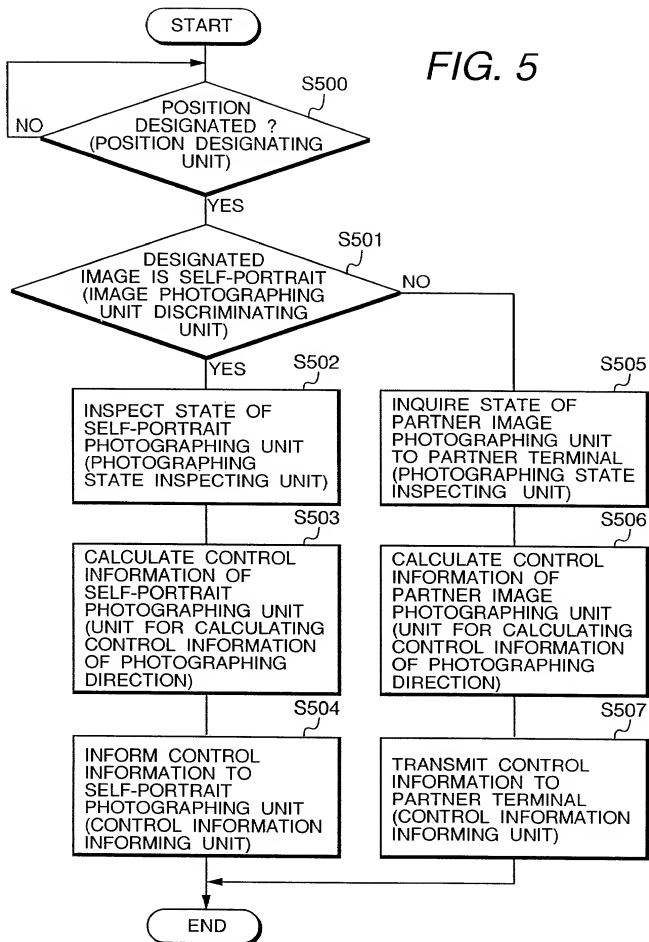 START
FIG. 5
S500
POSITION
DESIGNATED ?
(POSITION DESIGNATING
UNIT)
NO
YES
S501
DESIGNATED
IMAGE IS SELF-PORTRAIT
(IMAGE PHOTOGRAPHING
UNIT DISCRIMINATING
UNIT)
NO
YES
S502
INSPECT STATE OF
SELF-PORTRAIT
PHOTOGRAPHING UNIT
(PHOTOGRAPHING
STATE INSPECTING UNIT)
S505
INQUIRE STATE OF
PARTNER IMAGE
PHOTOGRAPHING UNIT
TO PARTNER TERMINAL
(PHOTOGRAPHING STATE
INSPECTING UNIT)
S503
CALCULATE CONTROL
INFORMATION OF
SELF-PORTRAIT
PHOTOGRAPHING UNIT
(UNIT FOR CALCULATING
CONTROL INFORMATION
OF PHOTOGRAPHING
DIRECTION)
S506
CALCULATE CONTROL
INFORMATION OF
PARTNER IMAGE
PHOTOGRAPHING UNIT
(UNIT FOR CALCULATING
CONTROL INFORMATION
OF PHOTOGRAPHING
DIRECTION)
S504
INFORM CONTROL
INFORMATION TO
SELF-PORTRAIT
PHOTOGRAPHING UNIT
(CONTROL INFORMATION
INFORMING UNIT)
S507
TRANSMIT CONTROL
INFORMATION TO
PARTNER TERMINAL
(CONTROL INFORMATION
INFORMING UNIT)
END